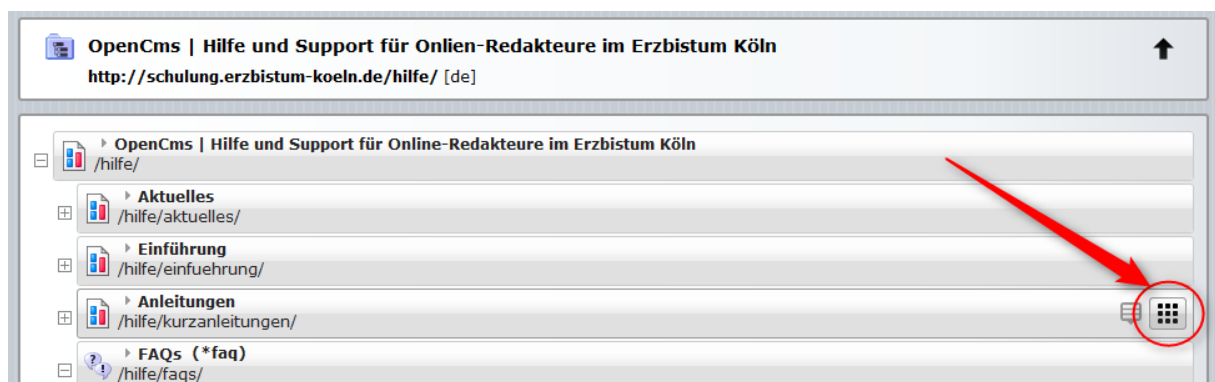 OpenCms | Hilfe und Support für Onlien-Redakteure im Erzbistum Köln
http://schulung.erzbistum-koeln.de/hilfe/ [de]
OpenCms | Hilfe und Support für Online-Redakteure im Erzbistum Köln
/hilfe/
Aktuelles
/hilfe/aktuelles/
Einführung
/hilfe/einfuehrung/
Anleitungen
/hilfe/kurzanleitungen/
FAQs (*faq)
/hilfe/faqs/